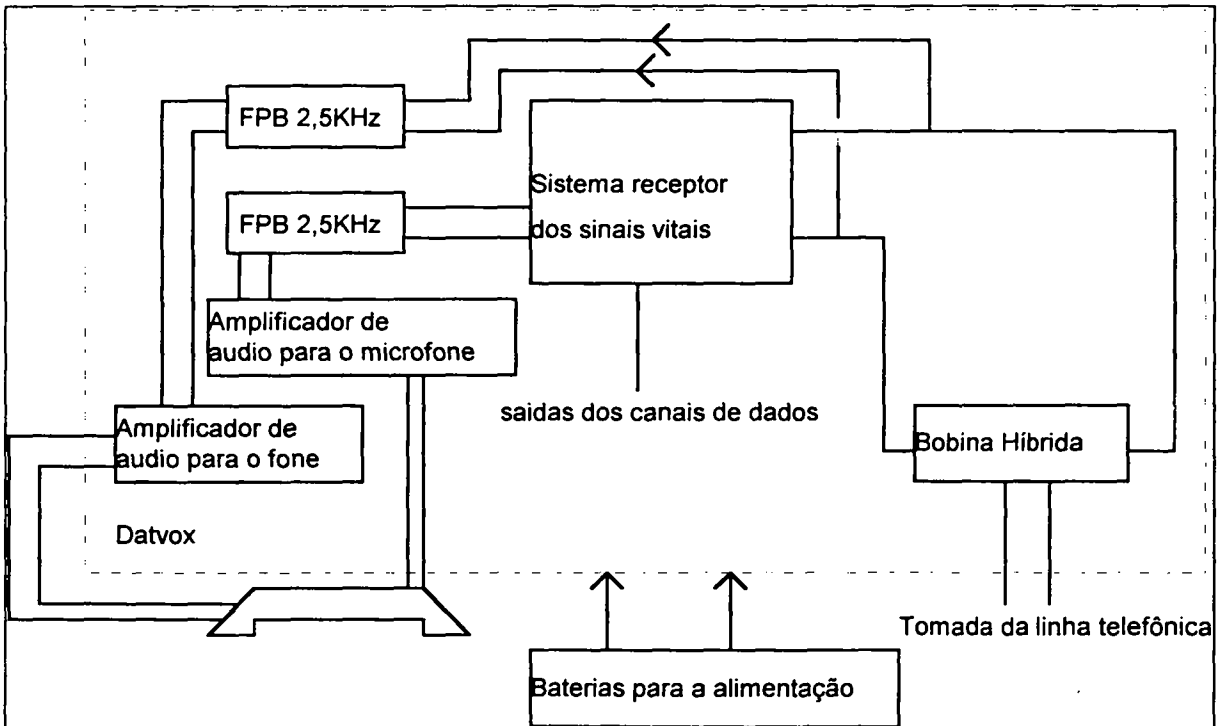 FPB 2,5KHz
Sistema receptor
dos sinais vitais
FPB 2,5KHz
Amplificador de
audio para o microfone
saidas dos canais de dados
Amplificador de
audio para o fone
Bobina Híbrida
Datvox
Tomada da linha telefônica
Baterias para a alimentação